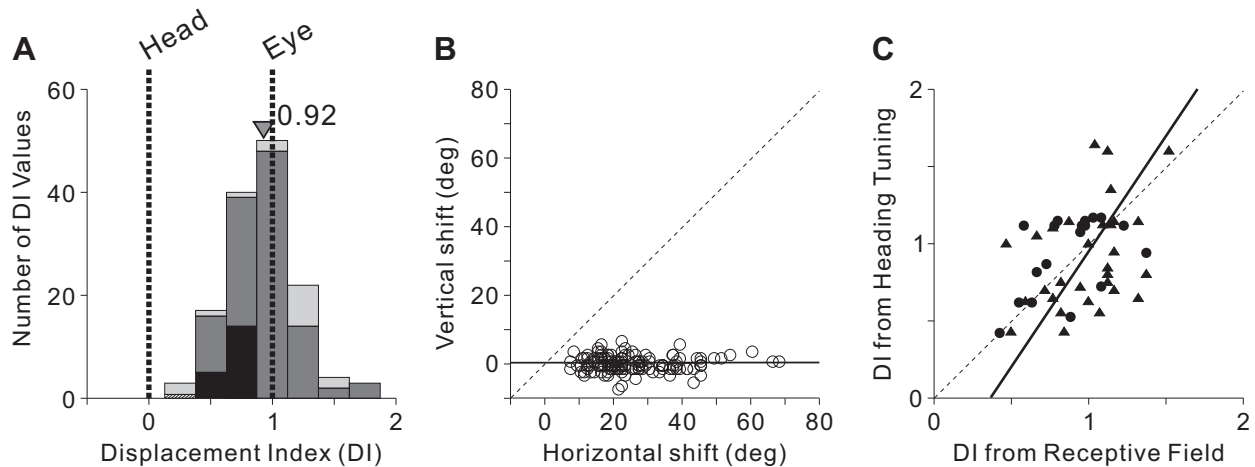 A
Head
Eye
0.92
60
40
20
0
Number of DI Values
0
1
2
Displacement Index (DI)
B
80
60
40
20
0
Vertical shift (deg)
0
20
40
60
80
Horizontal shift (deg)
C
2
1
0
DI from Heading Tuning
0
1
2
DI from Receptive Field